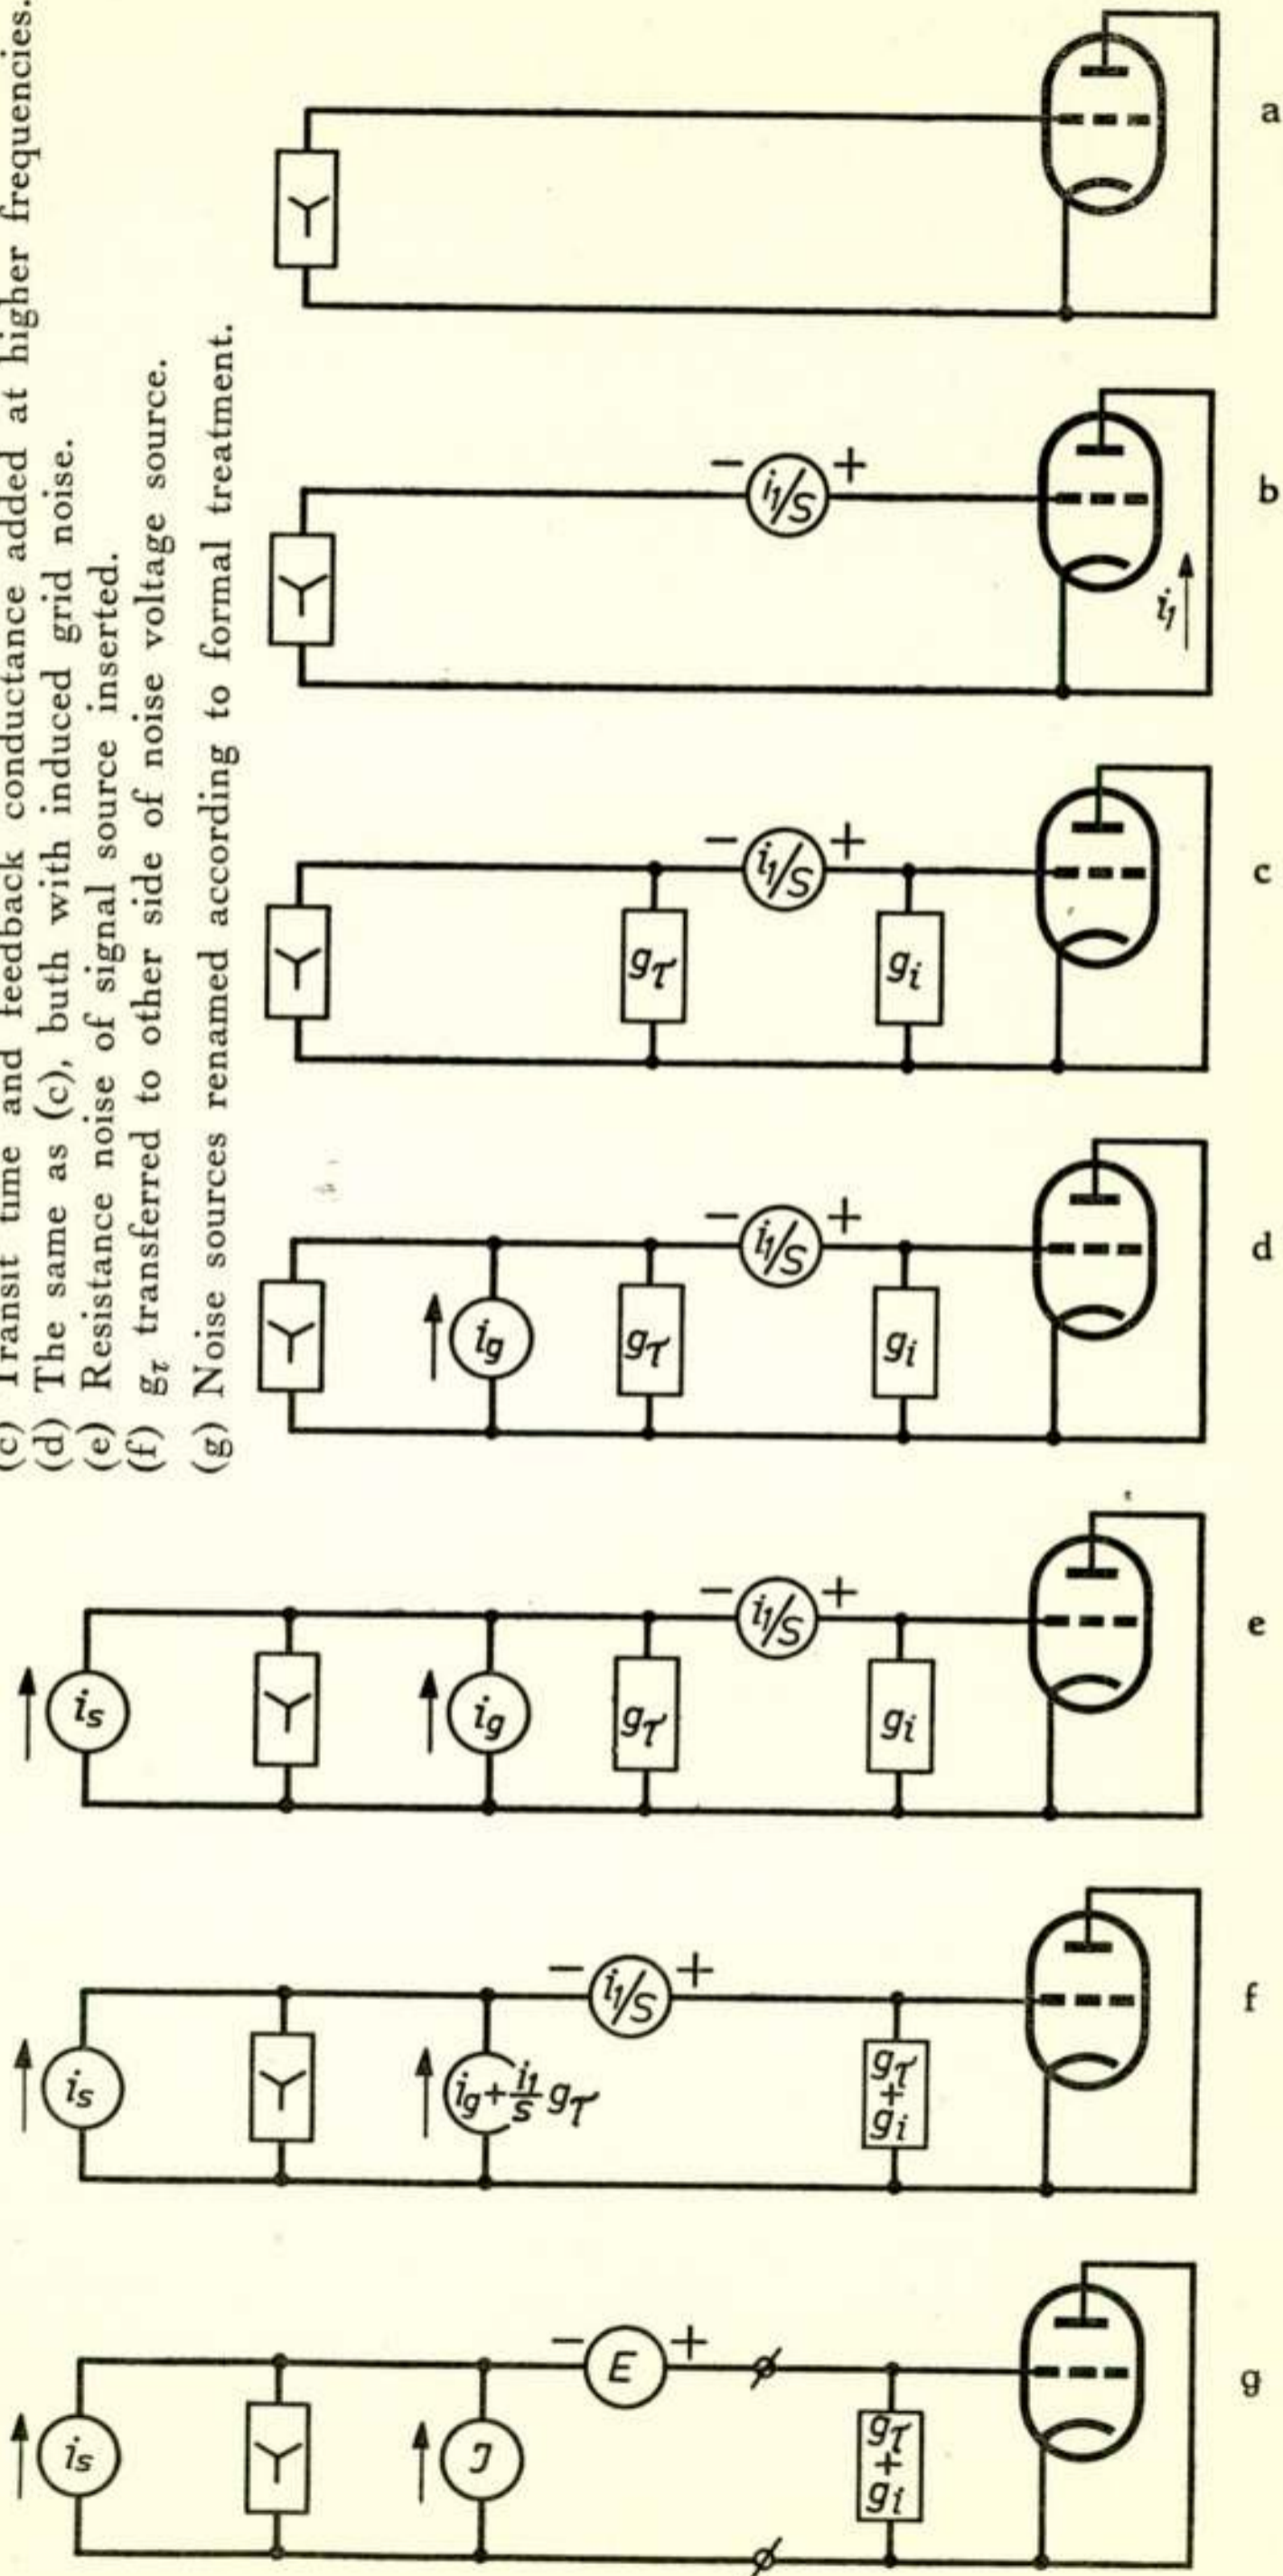 (c) Transit time and feedback conductance added at higher frequencies.
(d) The same as (c), buth with induced grid noise.
(e) Resistance noise of signal source inserted.
(f) gτ transferred to other side of noise voltage source.
(g) Noise sources renamed according to formal treatment.
Y
a
Y
− i1/S +
i1
b
Y
gτ
− i1/S +
gi
c
Y
ig
gτ
− i1/S +
gi
d
is
Y
ig
gτ
− i1/S +
gi
e
is
Y
ig+i1/s gτ
− i1/S +
gτ
+
gi
f
is
Y
J
− E +
gτ
+
gi
g